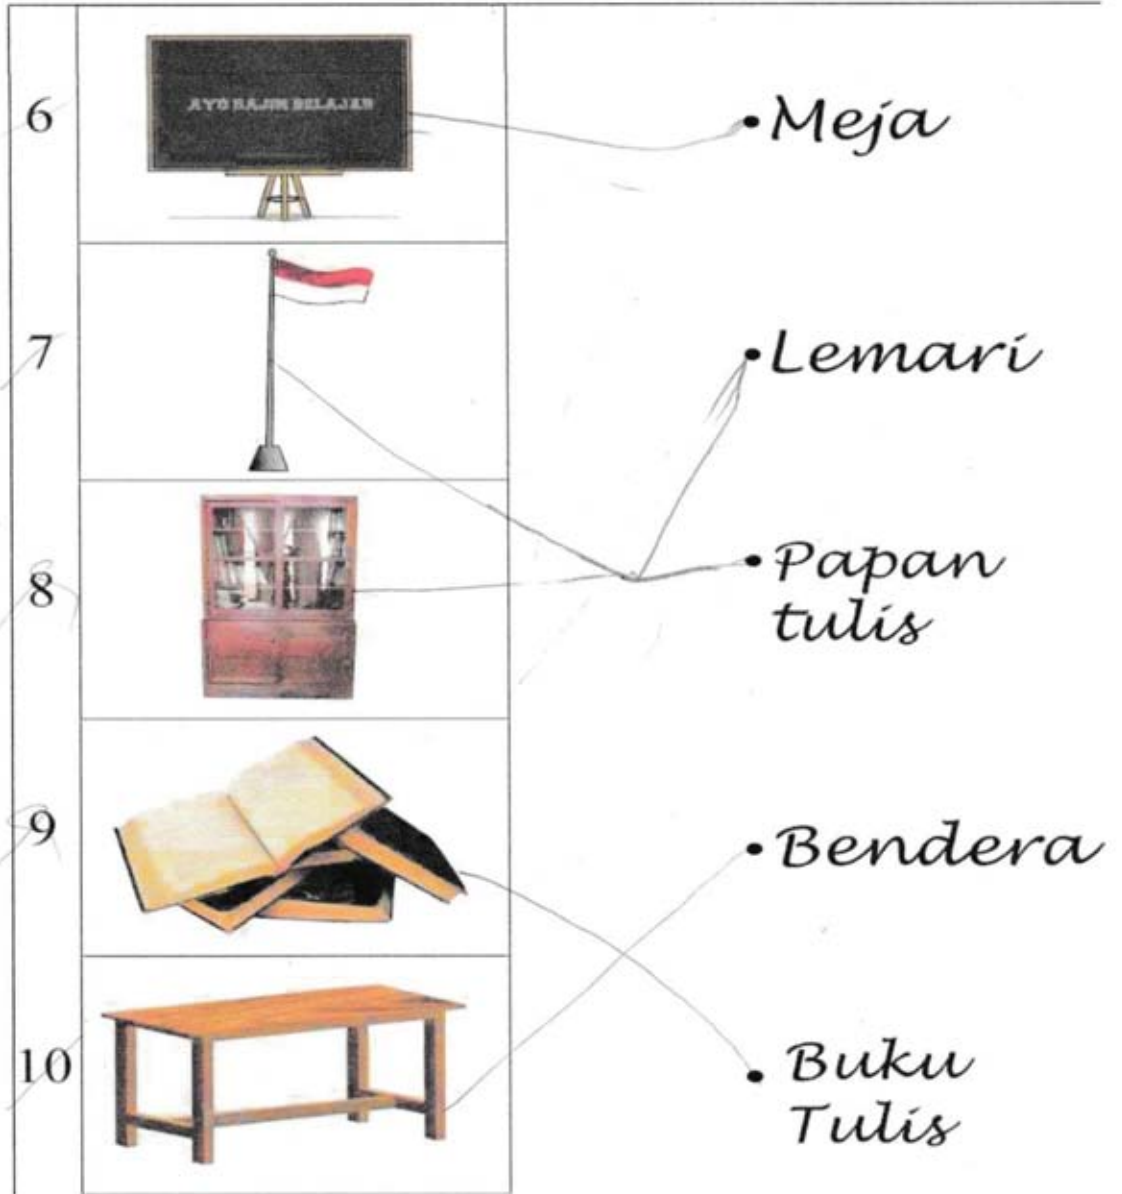 6
AYO RAJIN BELAJAR
Meja
7
Lemari
8
Papan
tulis
9
Bendera
10
Buku
Tulis